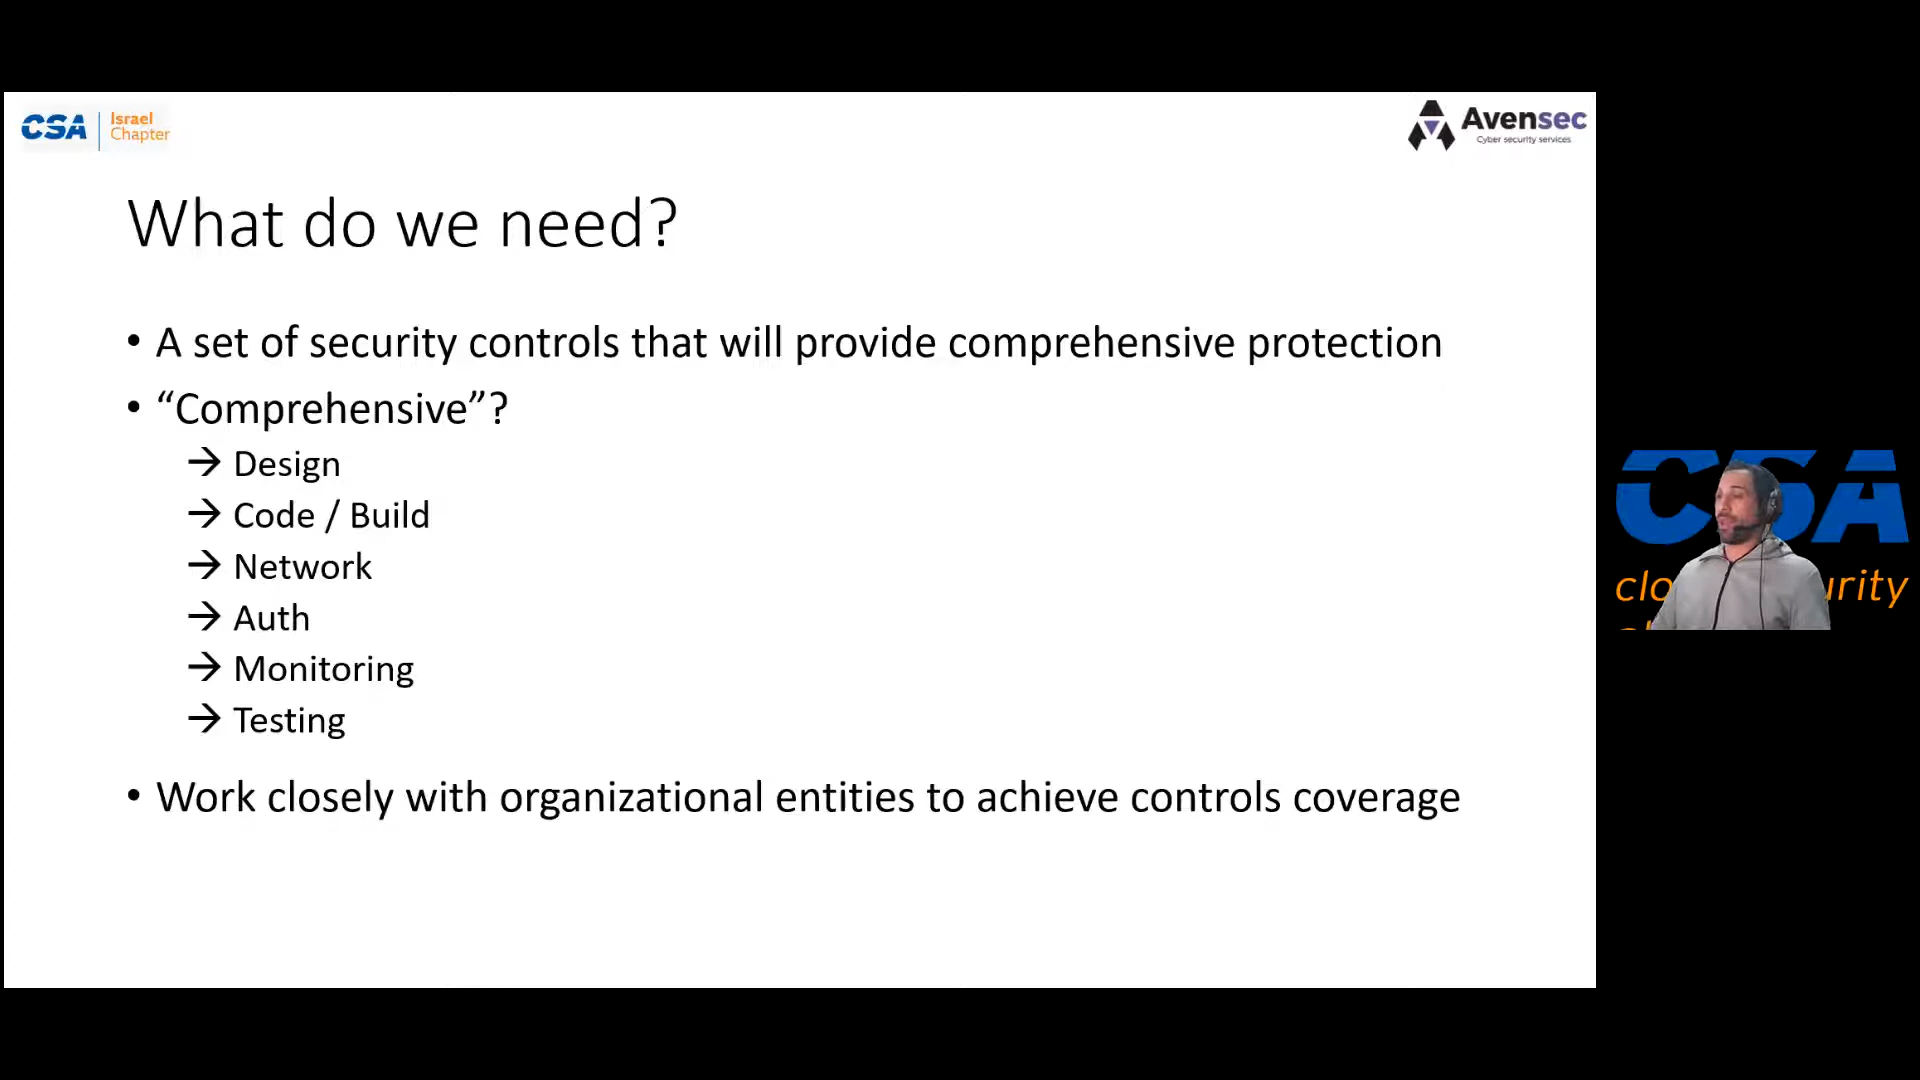 CSA Israel
Chapter
Avensec
Cyber security services
What do we need?
• A set of security controls that will provide comprehensive protection
• “Comprehensive”?
→ Design
→ Code / Build
→ Network
→ Auth
→ Monitoring
→ Testing
• Work closely with organizational entities to achieve controls coverage
CSA